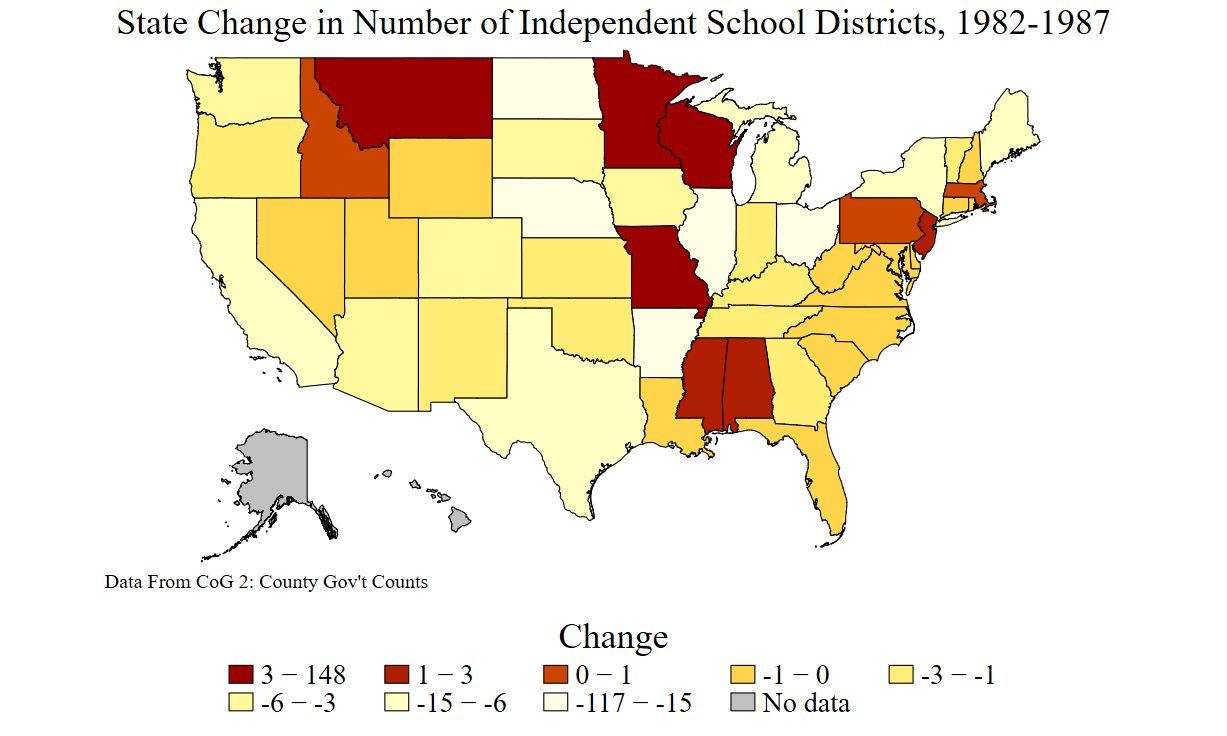 State Change in Number of Independent School Districts, 1982-1987
Data From CoG 2: County Gov't Counts
Change
3 − 148 1 − 3 0 − 1 -1 − 0 -3 − -1
-6 − -3 -15 − -6 -117 − -15 No data